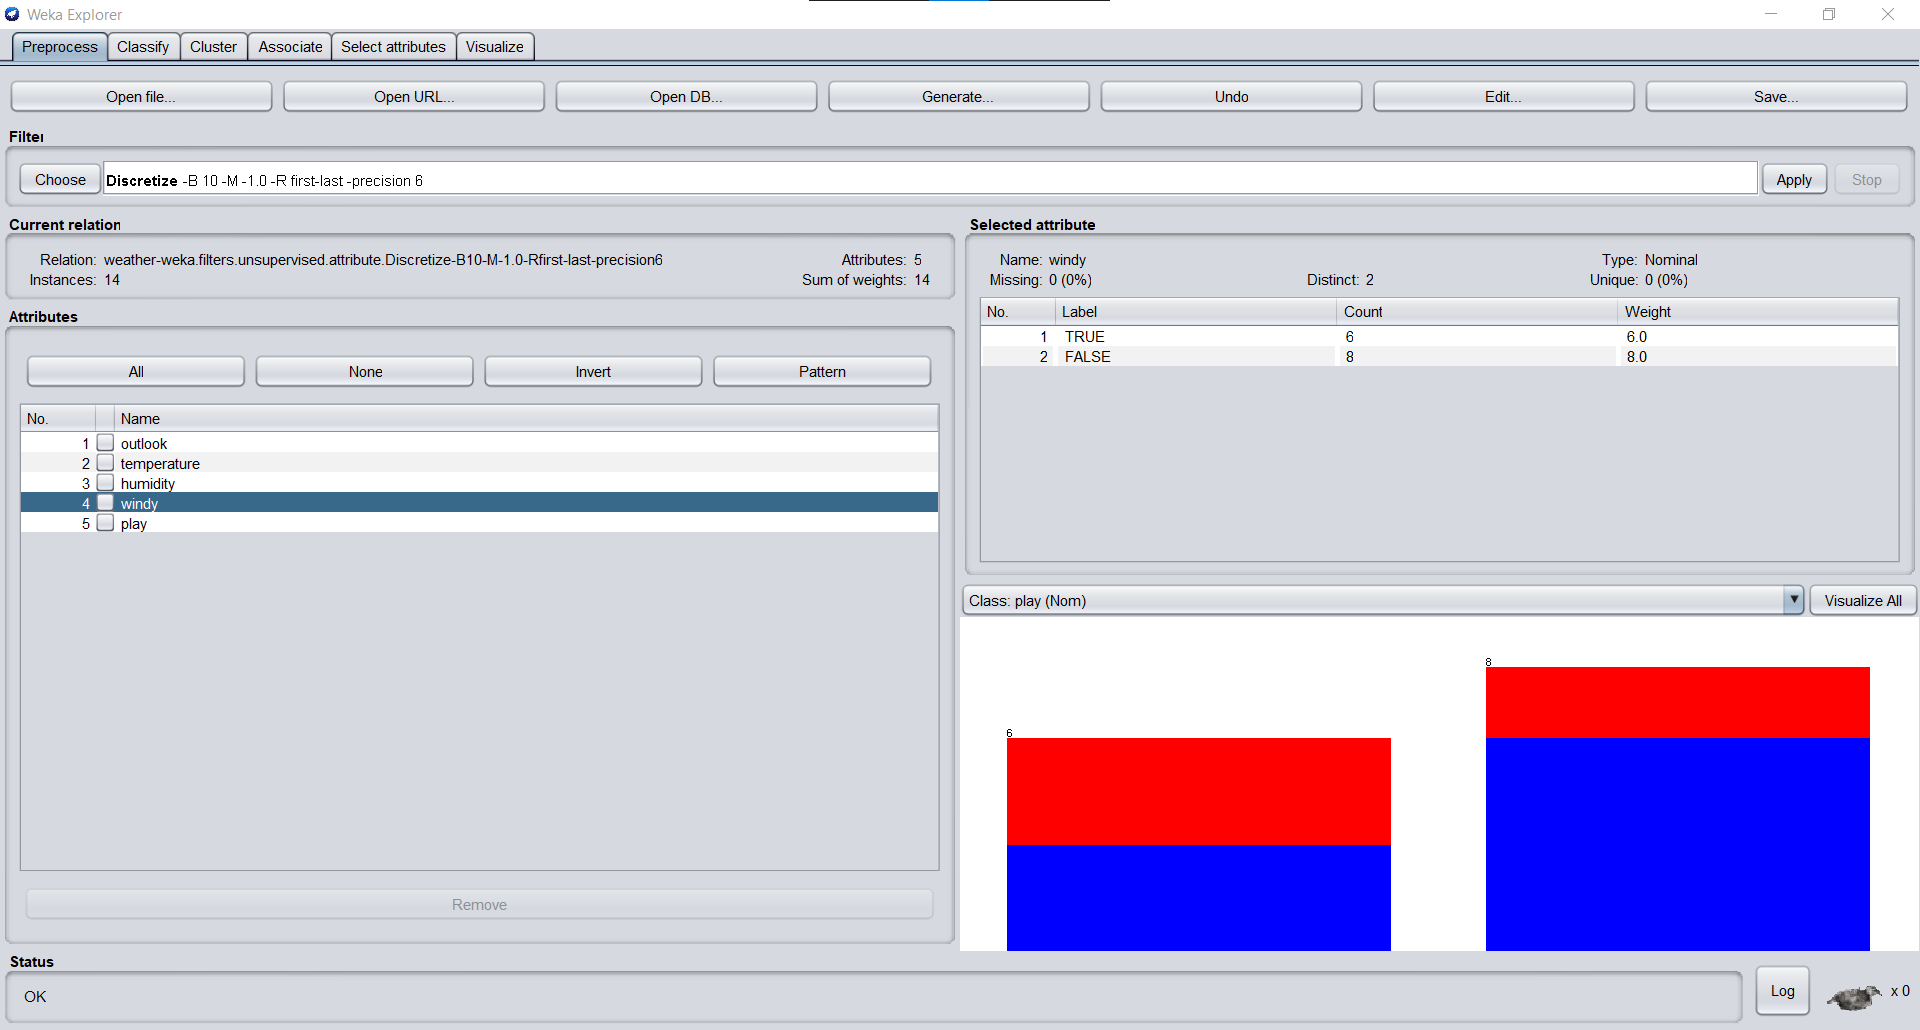 Weka Explorer
Preprocess Classify Cluster Associate Select attributes Visualize
Open file... Open URL... Open DB... Generate... Undo Edit... Save...
Filter
Choose Discretize -B 10 -M -1.0 -R first-last -precision 6 Apply Stop
Current relation
Relation: weather-weka.filters.unsupervised.attribute.Discretize-B10-M-1.0-Rfirst-last-precision6 Attributes: 5
Instances: 14 Sum of weights: 14
Attributes
All None Invert Pattern
No. Name
1 outlook
2 temperature
3 humidity
4 windy
5 play
Remove
Selected attribute
Name: windy Type: Nominal
Missing: 0 (0%) Distinct: 2 Unique: 0 (0%)
No. Label Count Weight
1 TRUE 6 6.0
2 FALSE 8 8.0
Class: play (Nom) Visualize All
8
6
Status
OK Log x 0